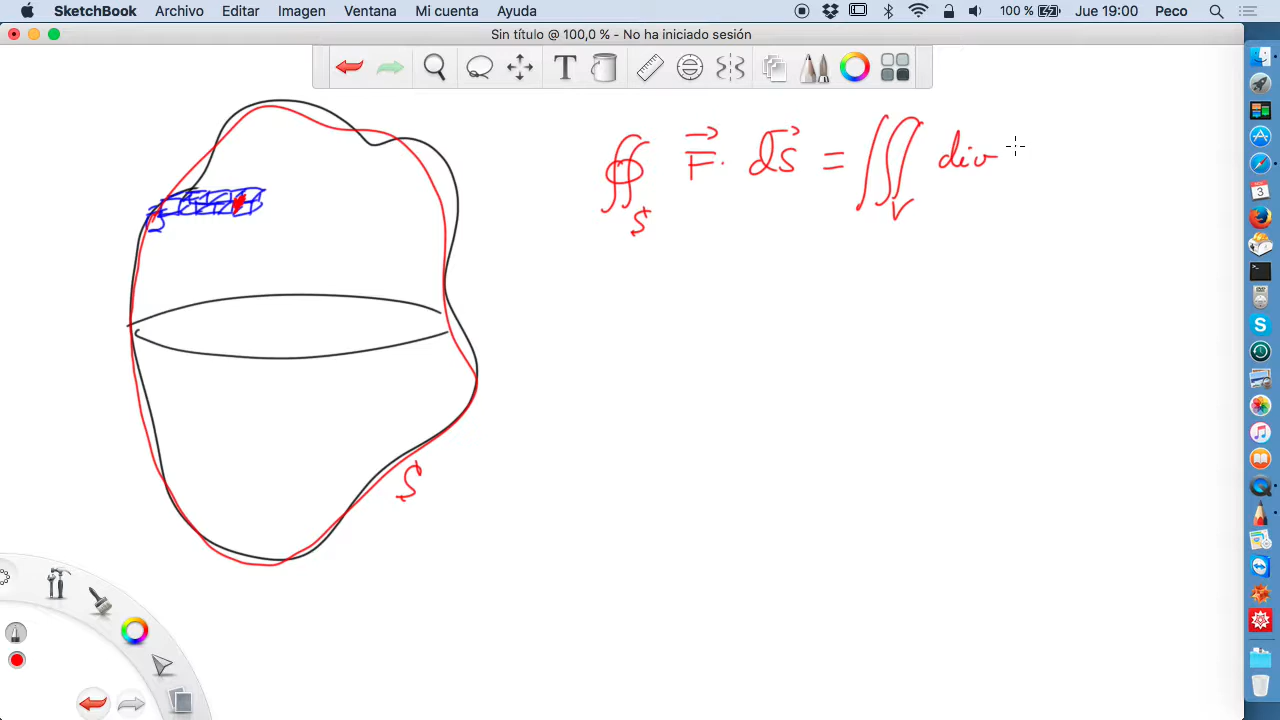 SketchBook Archivo Editar Imagen Ventana Mi cuenta Ayuda 100 % Jue 19:00 Peco
Sin título @ 100,0 % - No ha iniciado sesión
T
∯_S F⃗ · dS⃗ = ∭_V div
S
3
S